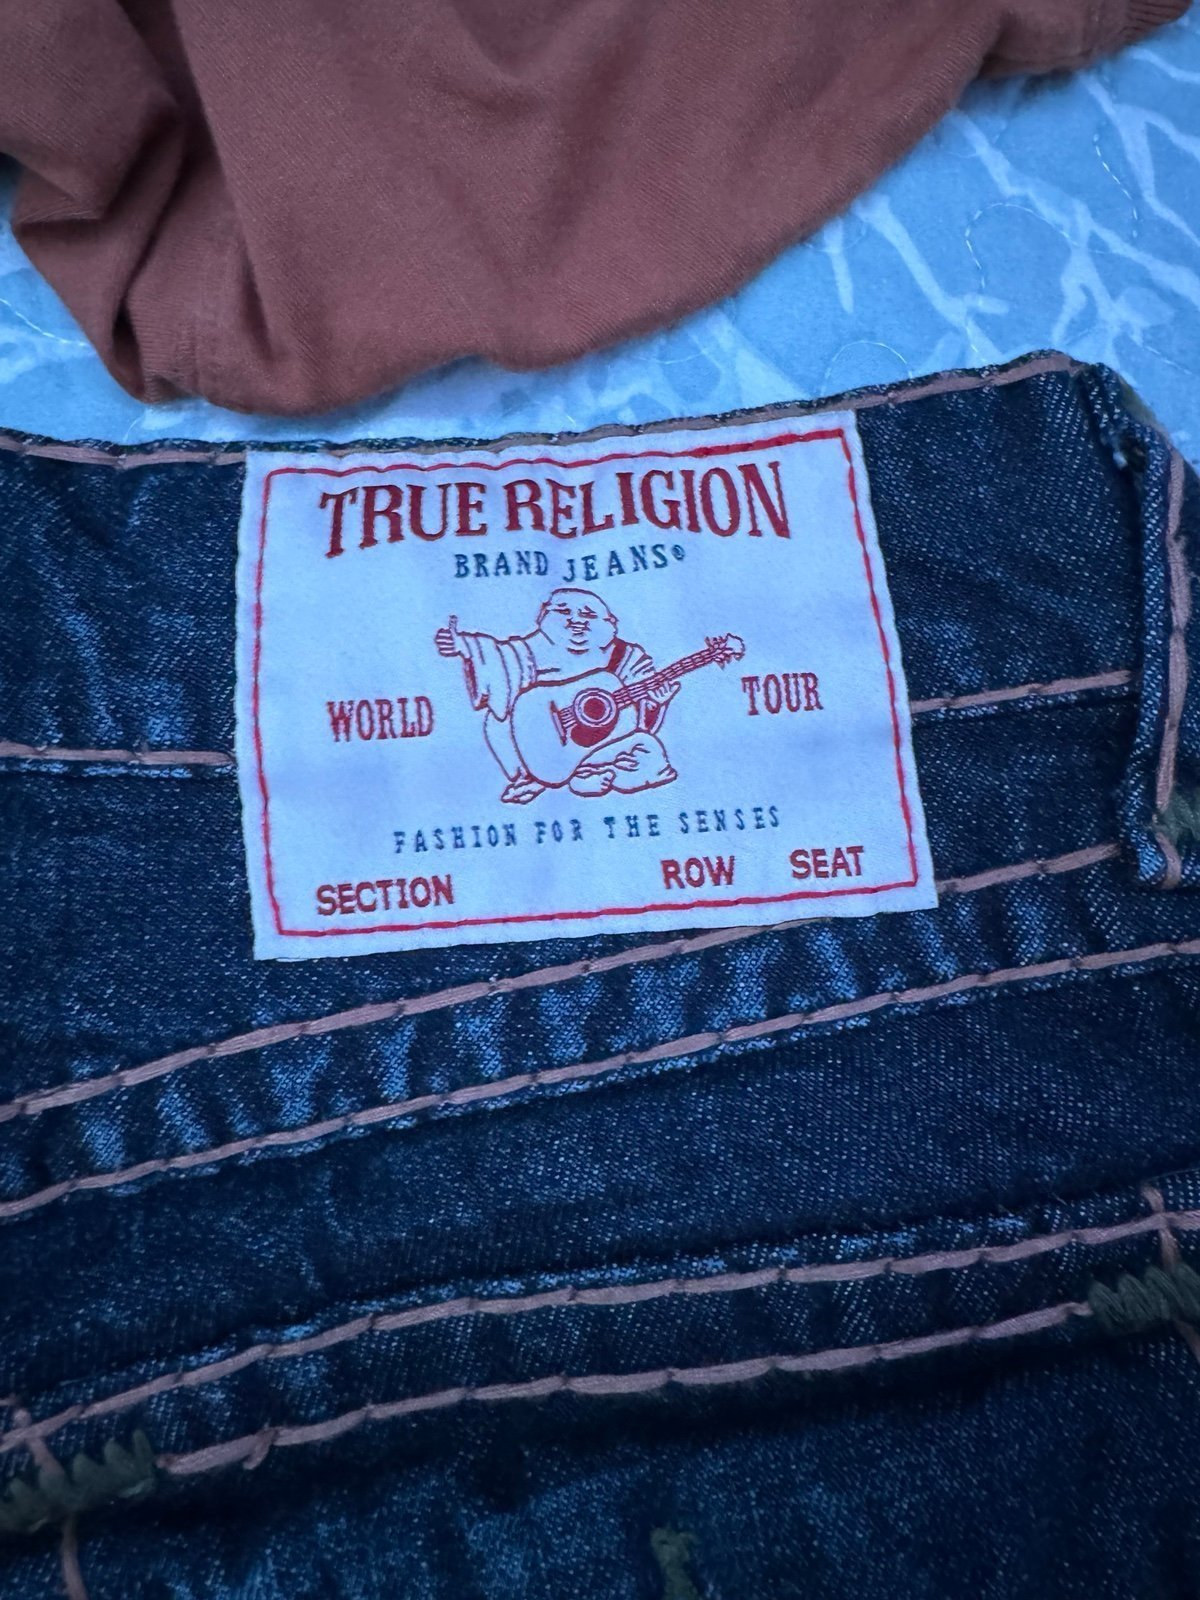 TRUE RELIGION
BRAND JEANS®
WORLD TOUR
FASHION FOR THE SENSES
SECTION ROW SEAT